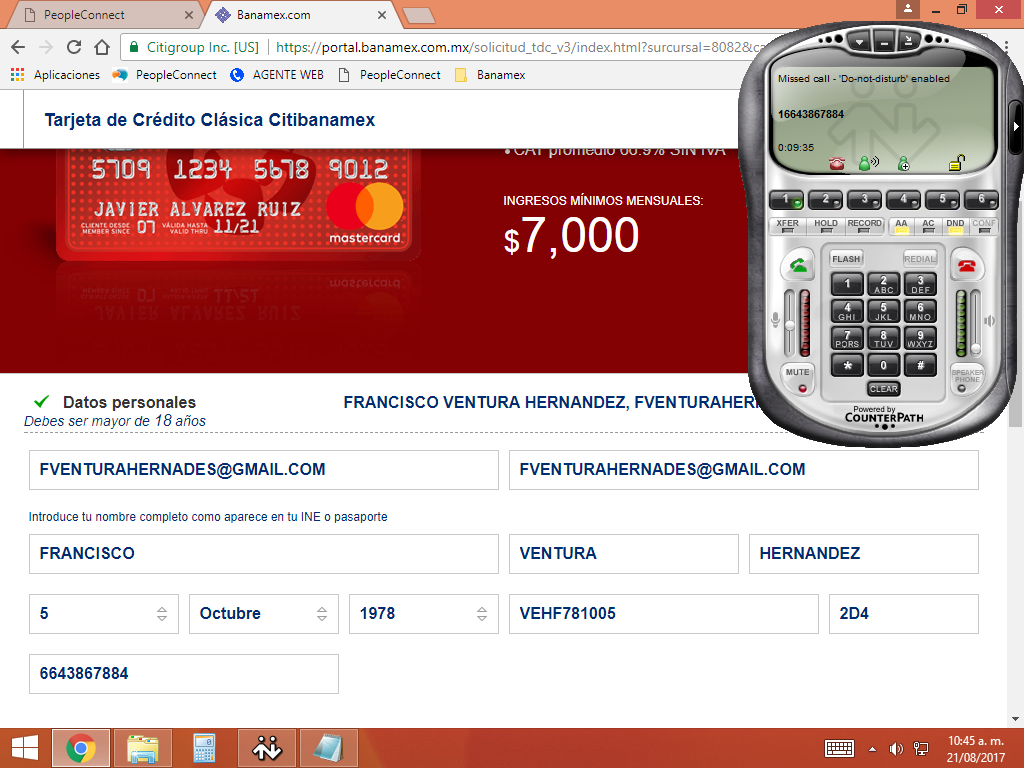 PeopleConnect
Banamex.com
Citigroup Inc. [US]
https://portal.banamex.com.mx/solicitud_tdc_v3/index.html?surcursal=8082&ca
Aplicaciones
PeopleConnect
AGENTE WEB
PeopleConnect
Banamex
Tarjeta de Crédito Clásica Citibanamex
5709 1234 5678 9012
JAVIER ALVAREZ RUIZ
CLIENTE DESDE
MEMBER SINCE
07
VÁLIDA HASTA
VALID THRU
11/21
mastercard
• CAT promedio 66.9% SIN IVA
INGRESOS MÍNIMOS MENSUALES:
$7,000
Missed call - 'Do-not-disturb' enabled
16643867884
0:09:35
1 2 3 4 5 6
XFER HOLD RECORD AA AC DND CONF
FLASH REDIAL
1 2 ABC 3 DEF
4 GHI 5 JKL 6 MNO
7 PQRS 8 TUV 9 WXYZ
* 0 #
MUTE
CLEAR
SPEAKER
PHONE
Powered by
COUNTERPATH
Datos personales
FRANCISCO VENTURA HERNANDEZ, FVENTURAHER
Debes ser mayor de 18 años
FVENTURAHERNADES@GMAIL.COM
FVENTURAHERNADES@GMAIL.COM
Introduce tu nombre completo como aparece en tu INE o pasaporte
FRANCISCO
VENTURA
HERNANDEZ
5
Octubre
1978
VEHF781005
2D4
6643867884
10:45 a. m.
21/08/2017